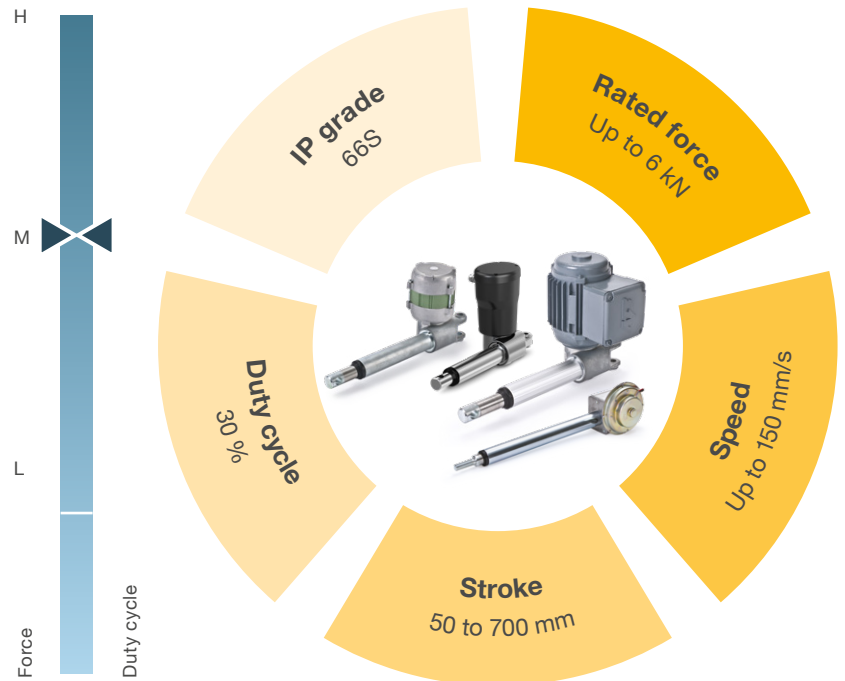 H
M
L
Force
Duty cycle
IP grade
66S
Rated force
Up to 6 kN
Speed
Up to 150 mm/s
Stroke
50 to 700 mm
Duty cycle
30 %